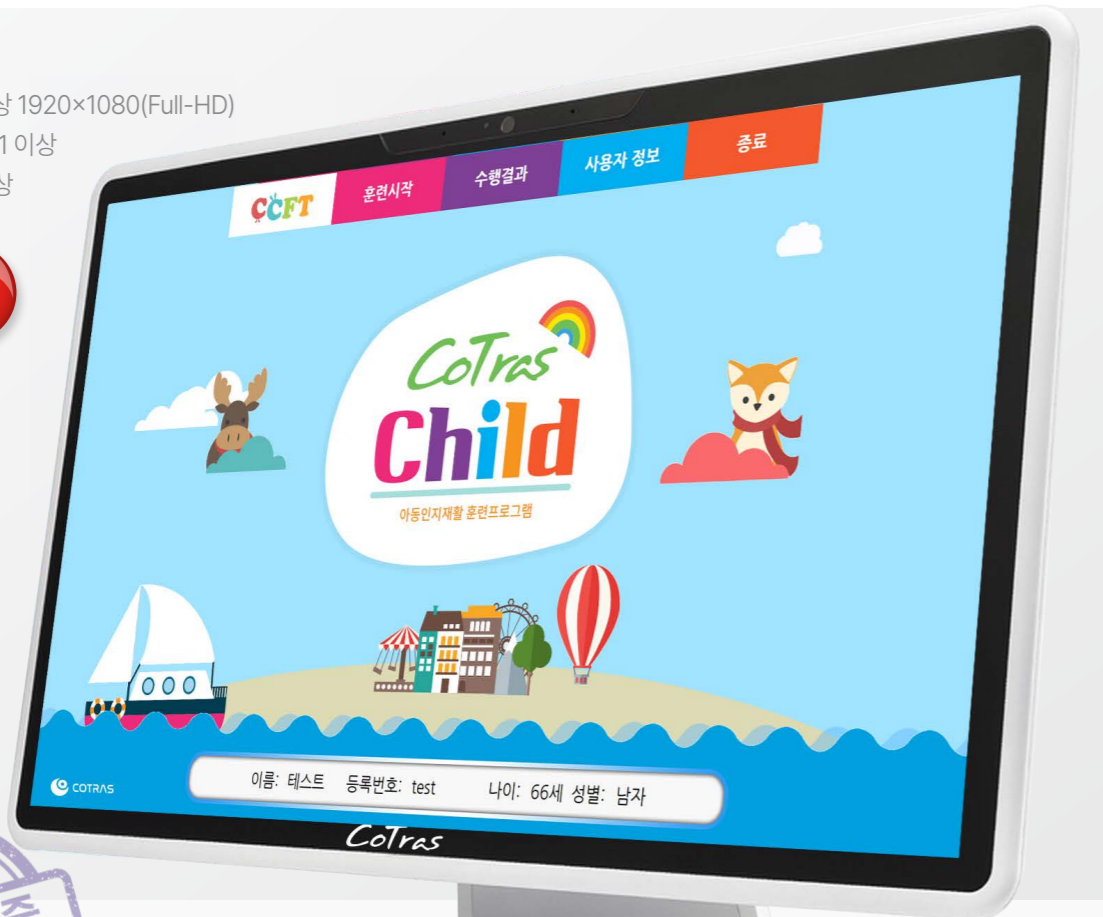 상 1920×1080(Full-HD)
1 이상
상
CCFT 훈련시작 수행결과 사용자 정보 종료
CoTras
Child
아동인지재활 훈련프로그램
이름: 테스트 등록번호: test 나이: 66세 성별: 남자
COTRAS
CoTras